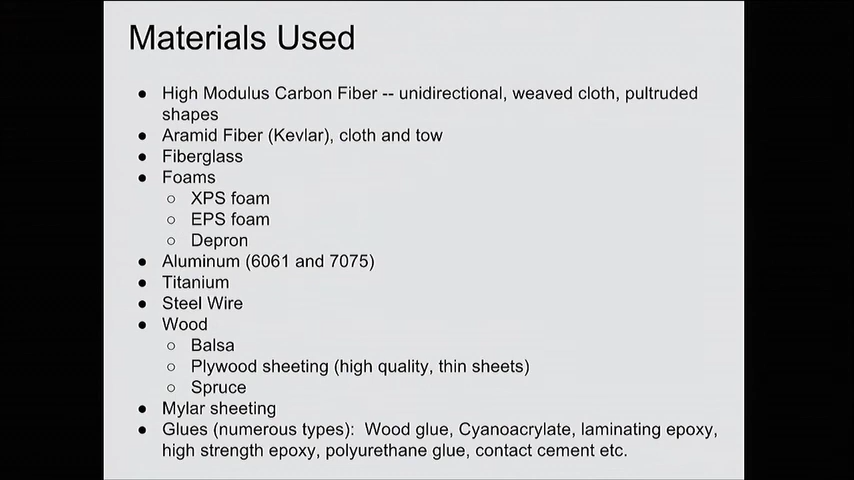 Materials Used
● High Modulus Carbon Fiber -- unidirectional, weaved cloth, pultruded
shapes
● Aramid Fiber (Kevlar), cloth and tow
● Fiberglass
● Foams
○ XPS foam
○ EPS foam
○ Depron
● Aluminum (6061 and 7075)
● Titanium
● Steel Wire
● Wood
○ Balsa
○ Plywood sheeting (high quality, thin sheets)
○ Spruce
● Mylar sheeting
● Glues (numerous types):  Wood glue, Cyanoacrylate, laminating epoxy,
high strength epoxy, polyurethane glue, contact cement etc.